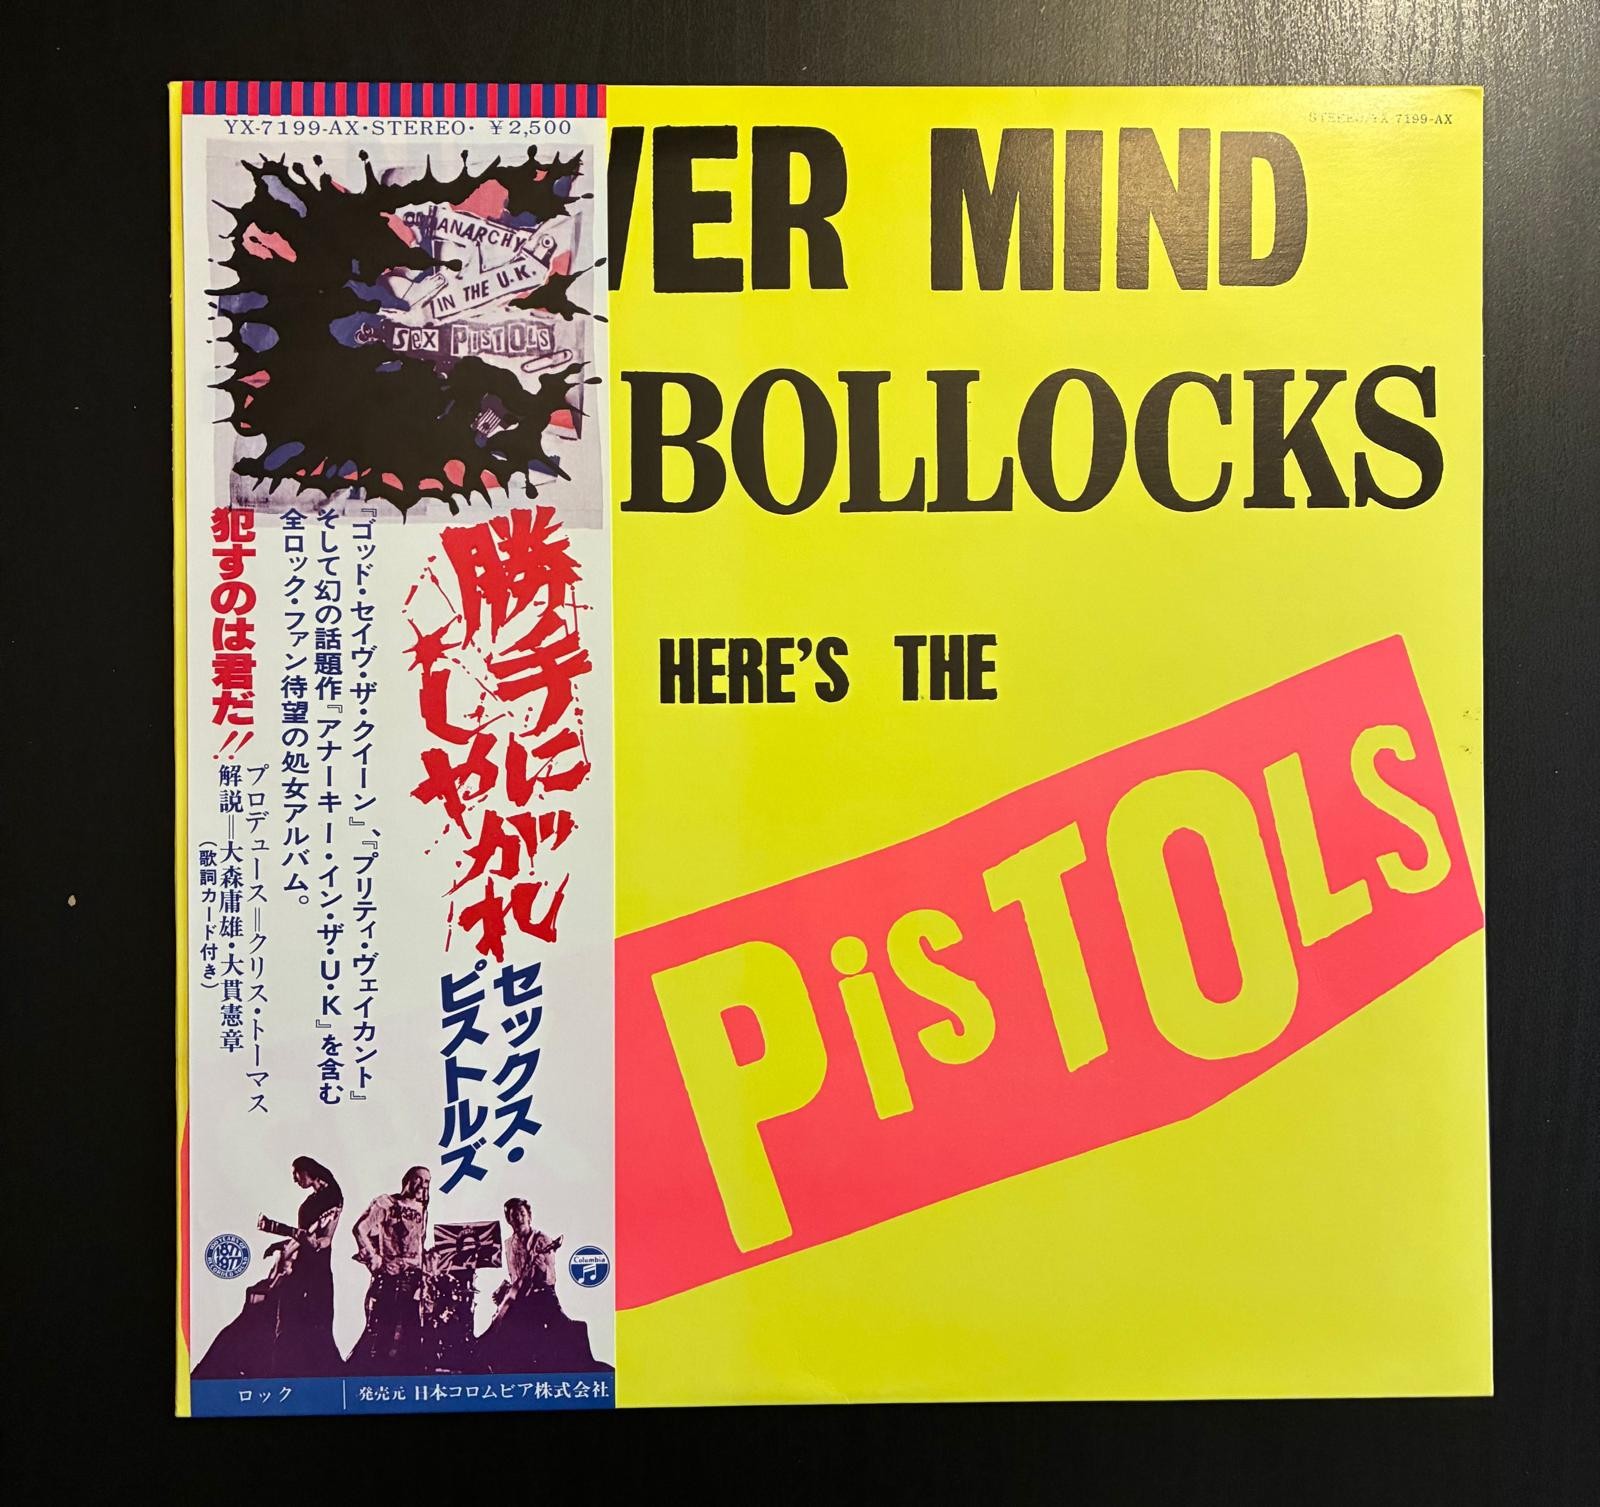 YX-7199-AX・STEREO・¥2,500
ANARCHY
IN THE U.K.
SEX PISTOLS
勝手にしやがれ
セックス・
ピストルズ
『ゴッド・セイヴ・ザ・クイーン』、『プリティ・ヴェイカント』
そして幻の話題作『アナーキー・イン・ザ・U・K』を含む
全ロック・ファン待望の処女アルバム。
犯すのは君だ!!
プロデュース=クリス・トーマス
解説=大森庸雄・大貫憲章
(歌詞カード付き)
100 YEARS OF
1877
1977
RECORDED SOUND
Columbia
ロック
発売元 日本コロムビア株式会社
STEREO/YX-7199-AX
VER MIND
BOLLOCKS
HERE'S THE
PiSTOLS